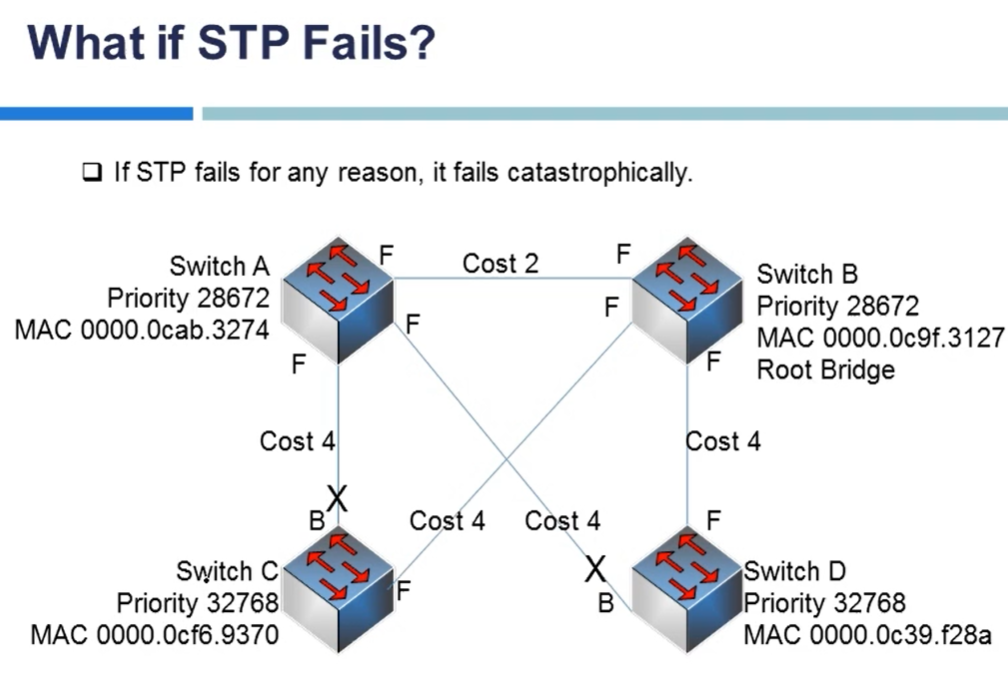 What if STP Fails?
If STP fails for any reason, it fails catastrophically.
Switch A
Priority 28672
MAC 0000.0cab.3274
F
Cost 2
F
F
F
F
F
Switch B
Priority 28672
MAC 0000.0c9f.3127
Root Bridge
Cost 4
Cost 4
X
B
Cost 4
Cost 4
F
Switch C
Priority 32768
MAC 0000.0cf6.9370
F
X
B
Switch D
Priority 32768
MAC 0000.0c39.f28a